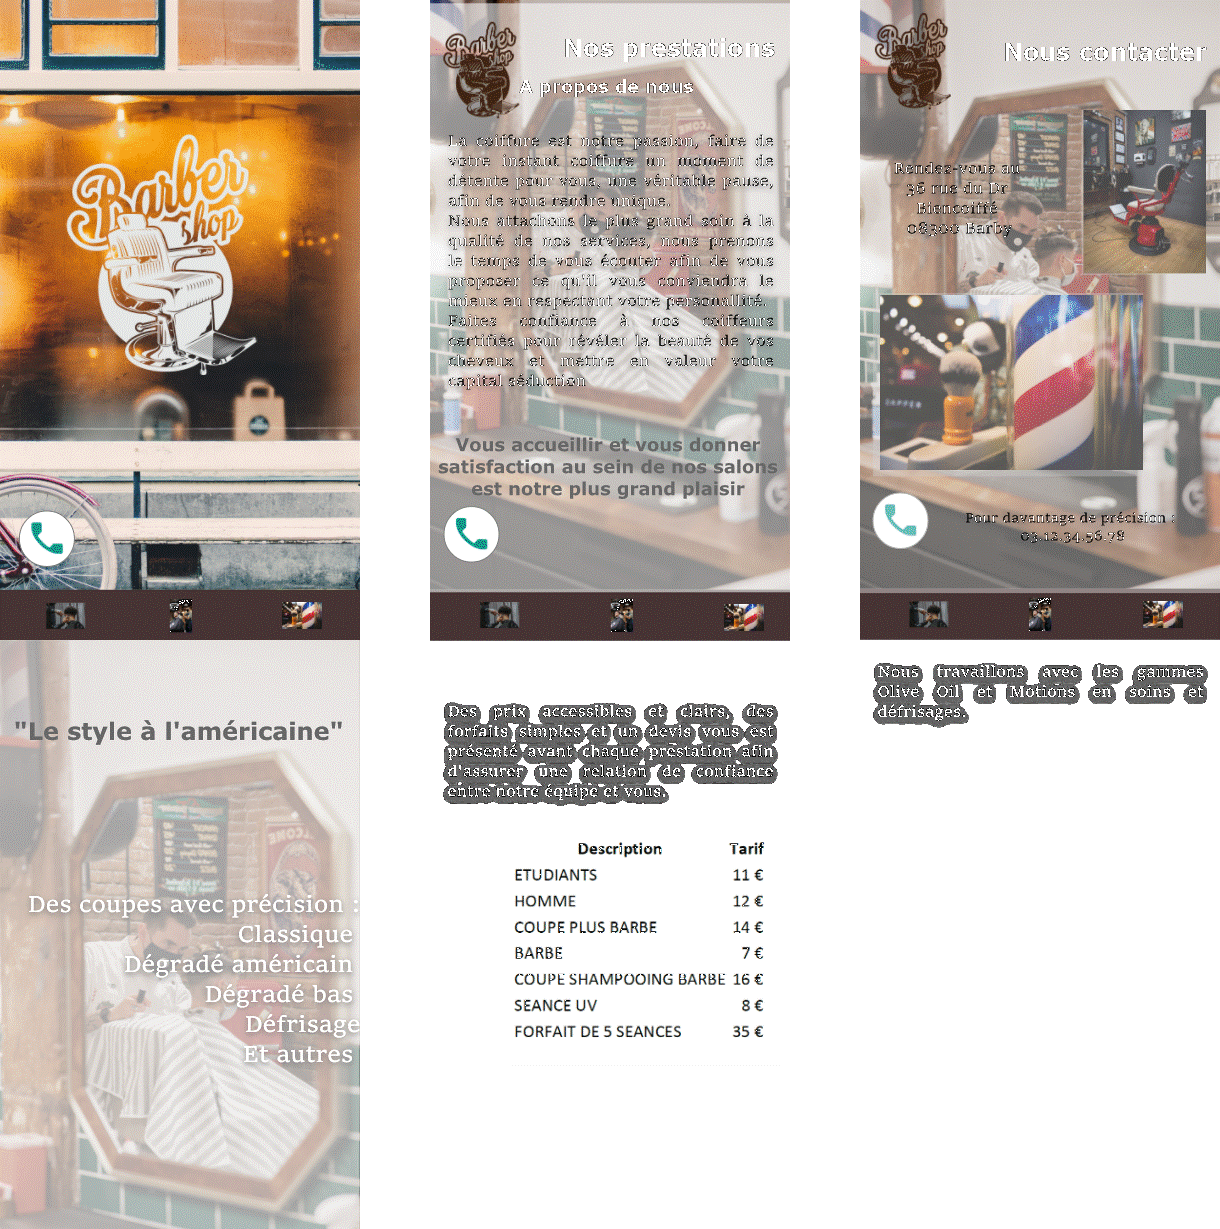 Barber
shop
"Le style à l'américaine"
Des coupes avec précision :
Classique
Dégradé américain
Dégradé bas
Défrisage
Et autres
Barber
shop
Nos prestations
A propos de nous
La coiffure est notre passion, faire de
votre instant coiffure un moment de
détente pour vous, une véritable pause,
afin de vous rendre unique.
Nous attachons le plus grand soin à la
qualité de nos services, nous prenons
le temps de vous écouter afin de vous
proposer ce qu'il vous conviendra le
mieux en respectant votre personallité.
Faites confiance à nos coiffeurs
certifiés pour révéler la beauté de vos
cheveux et mettre en valeur votre
capital séduction
Vous accueillir et vous donner
satisfaction au sein de nos salons
est notre plus grand plaisir
Des prix accessibles et clairs, des
forfaits simples et un devis vous est
présenté avant chaque prestation afin
d'assurer une relation de confiance
entre notre équipe et vous.
Description Tarif
ETUDIANTS 11 €
HOMME 12 €
COUPE PLUS BARBE 14 €
BARBE 7 €
COUPE SHAMPOOING BARBE 16 €
SEANCE UV 8 €
FORFAIT DE 5 SEANCES 35 €
Barber
shop
Nous contacter
Rendez-vous au
36 rue du Dr
Biencoiffé
08300 Barby
DAPPER
Pour davantage de précision :
03.12.34.56.78
Nous travaillons avec les gammes
Olive Oil et Motions en soins et
défrisages.